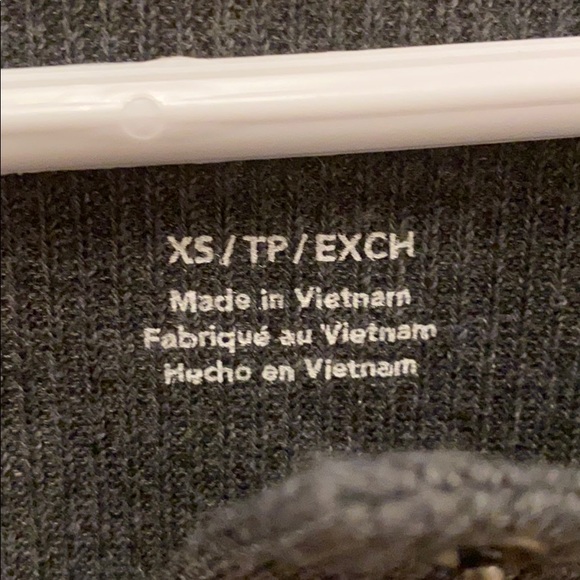 XS/TP/EXCH
Made in Vietnam
Fabriqué au Vietnam
Hecho en Vietnam